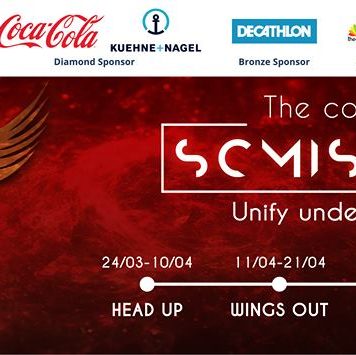 Coca-Cola
KUEHNE+NAGEL
DECATHLON
Diamond Sponsor
Bronze Sponsor
The co
SCMIS
Unify unde
24/03-10/04
11/04-21/04
HEAD UP
WINGS OUT